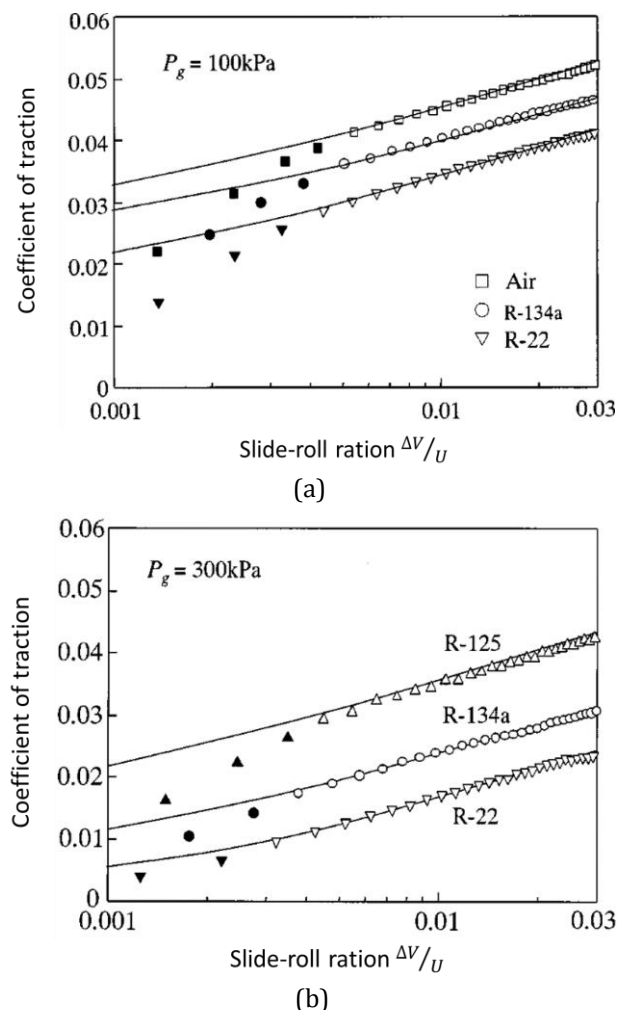 0.06
P_g = 100kPa
0.05
0.04
0.03
0.02
0.01
0
0.001
0.01
0.03
Coefficient of traction
Air
R-134a
R-22
Slide-roll ration ΔV/U
(a)
0.06
P_g = 300kPa
0.05
0.04
0.03
0.02
0.01
0
0.001
0.01
0.03
Coefficient of traction
R-125
R-134a
R-22
Slide-roll ration ΔV/U
(b)